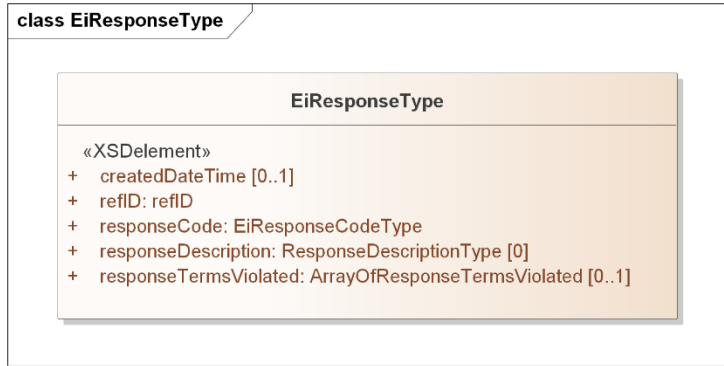 class EiResponseType
EiResponseType
«XSDelement»
+ createdDateTime [0..1]
+ refID: refID
+ responseCode: EiResponseCodeType
+ responseDescription: ResponseDescriptionType [0]
+ responseTermsViolated: ArrayOfResponseTermsViolated [0..1]